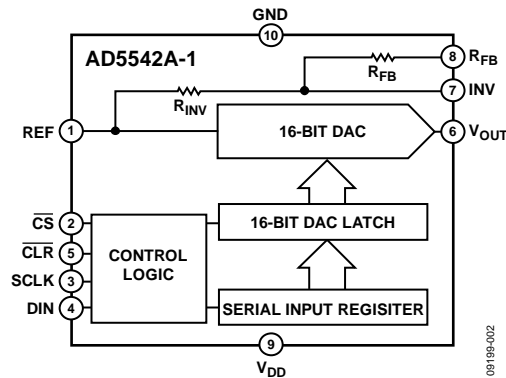 GND
10
AD5542A-1
8 RFB
RFB
7 INV
RINV
REF 1
16-BIT DAC
6 VOUT
CS 2
16-BIT DAC LATCH
CLR 5
CONTROL
LOGIC
SCLK 3
DIN 4
SERIAL INPUT REGISITER
9
VDD
09199-002